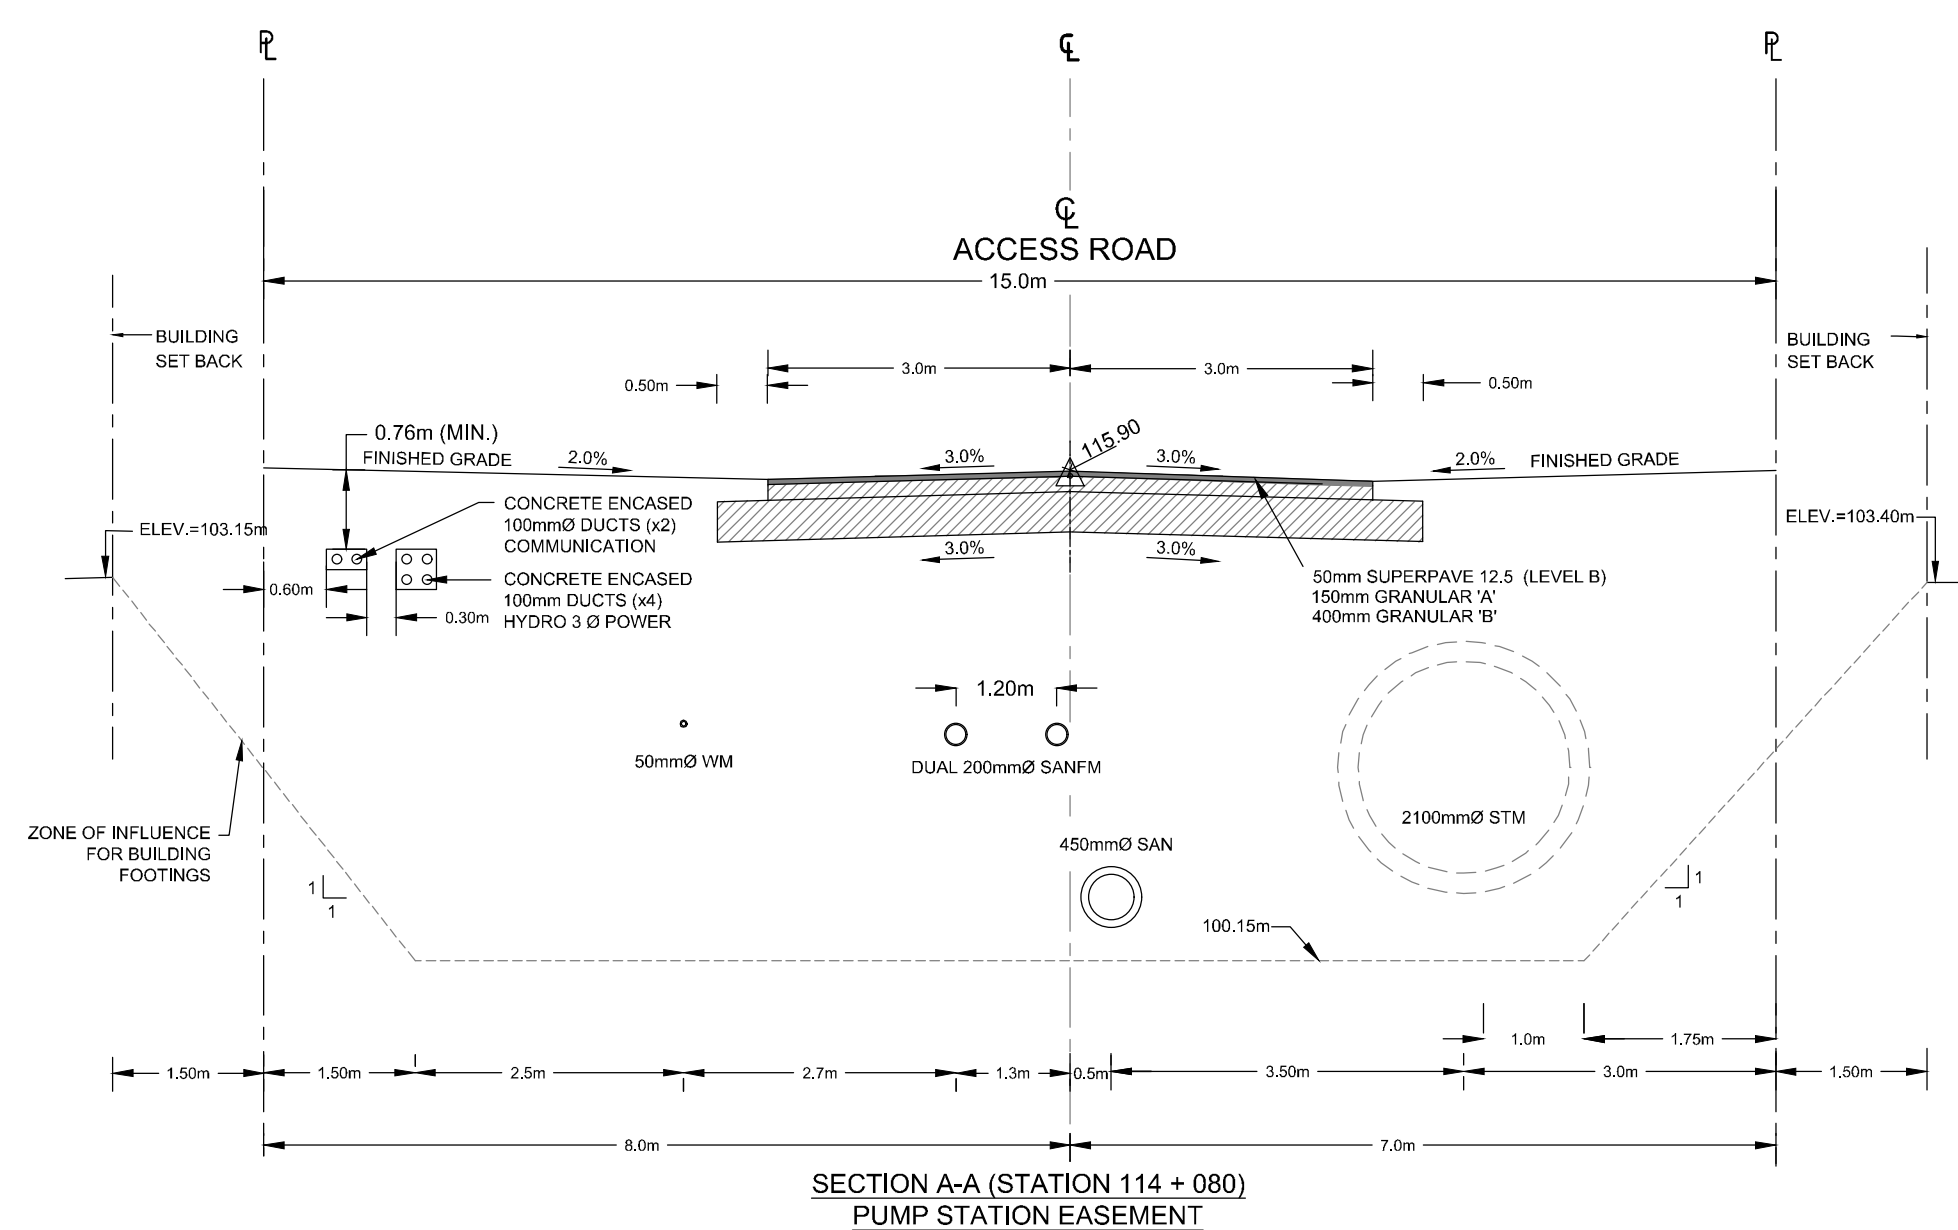 PL
CL
PL
CL
ACCESS ROAD
15.0m
BUILDING
SET BACK
BUILDING
SET BACK
3.0m
3.0m
0.50m
0.50m
0.76m (MIN.)
FINISHED GRADE
2.0%
3.0%
115.90
3.0%
2.0%
FINISHED GRADE
CONCRETE ENCASED
100mmØ DUCTS (x2)
COMMUNICATION
ELEV.=103.15m
ELEV.=103.40m
3.0%
3.0%
CONCRETE ENCASED
100mm DUCTS (x4)
HYDRO 3 Ø POWER
0.60m
0.30m
50mm SUPERPAVE 12.5 (LEVEL B)
150mm GRANULAR 'A'
400mm GRANULAR 'B'
1.20m
50mmØ WM
DUAL 200mmØ SANFM
2100mmØ STM
450mmØ SAN
ZONE OF INFLUENCE
FOR BUILDING
FOOTINGS
1
1
1
1
100.15m
1.0m
1.75m
1.50m
1.50m
2.5m
2.7m
1.3m
0.5m
3.50m
3.0m
1.50m
8.0m
7.0m
SECTION A-A (STATION 114 + 080)
PUMP STATION EASEMENT